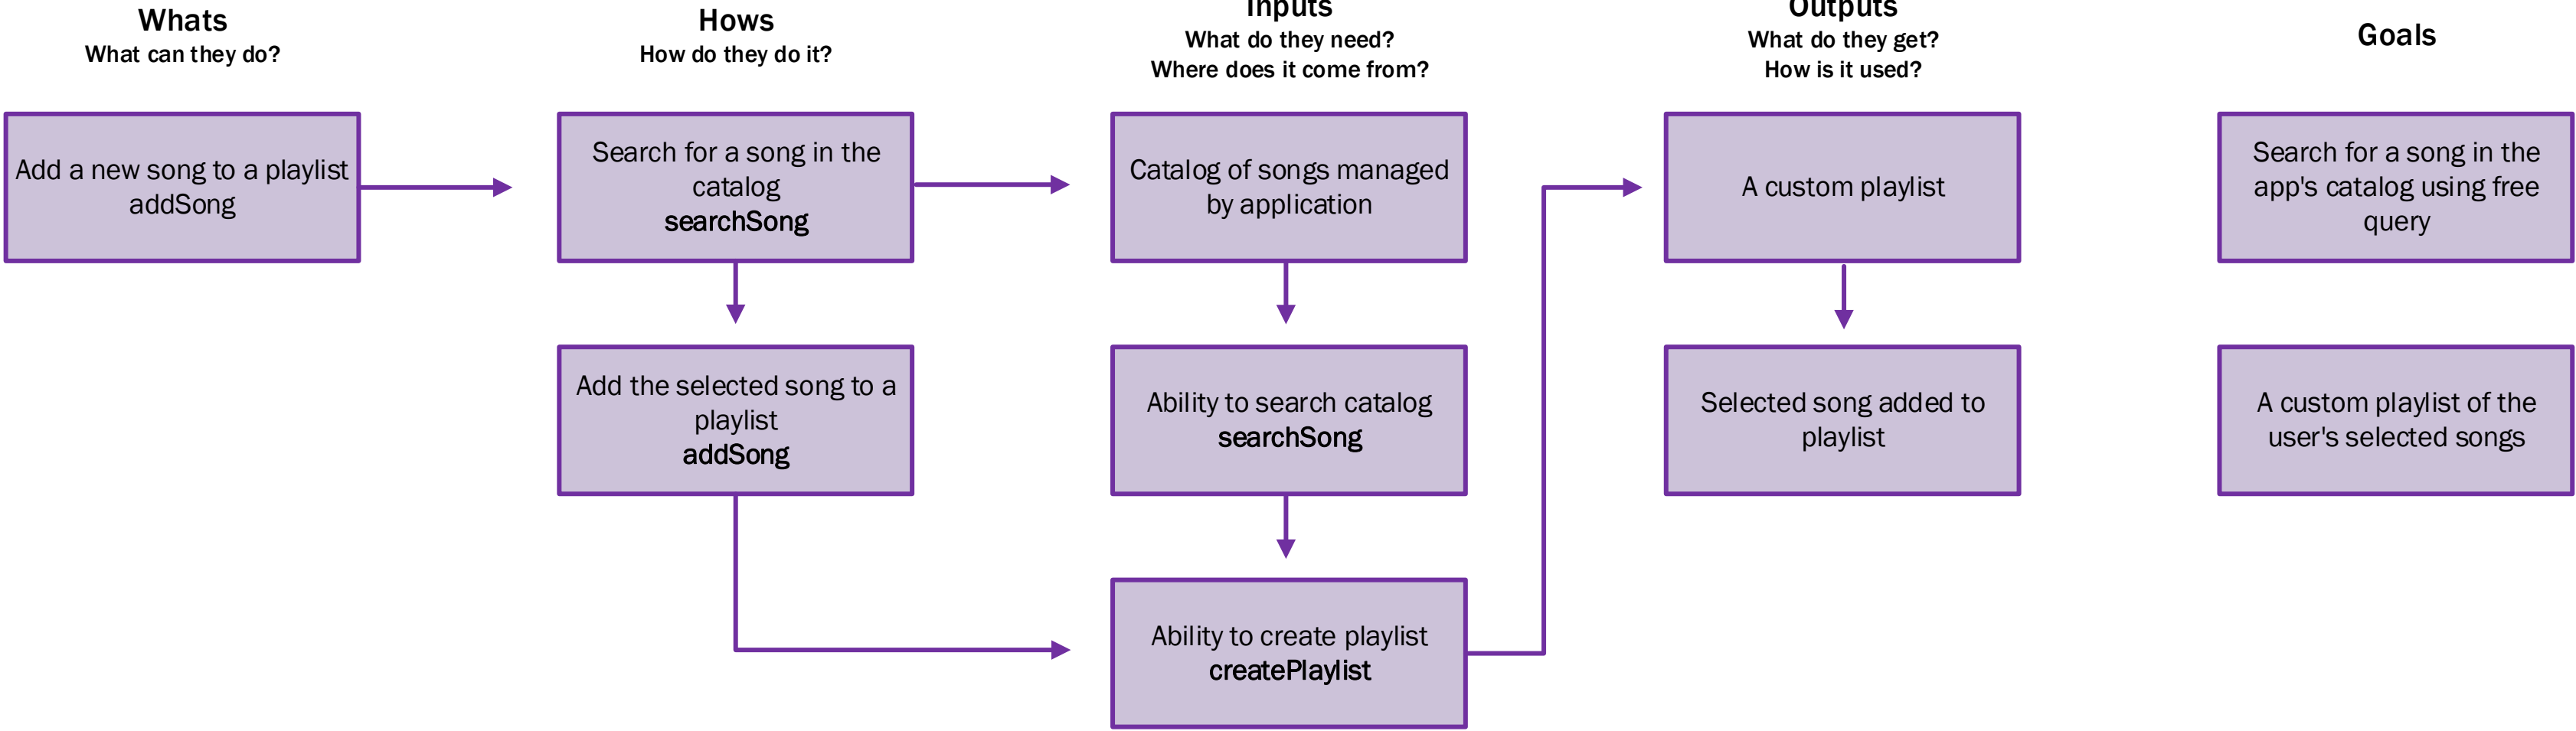 Whats
What can they do?
Hows
How do they do it?
Inputs
What do they need?
Where does it come from?
Outputs
What do they get?
How is it used?
Goals
Add a new song to a playlist
addSong
Search for a song in the
catalog
searchSong
Catalog of songs managed
by application
A custom playlist
Search for a song in the
app's catalog using free
query
Add the selected song to a
playlist
addSong
Ability to search catalog
searchSong
Selected song added to
playlist
A custom playlist of the
user's selected songs
Ability to create playlist
createPlaylist